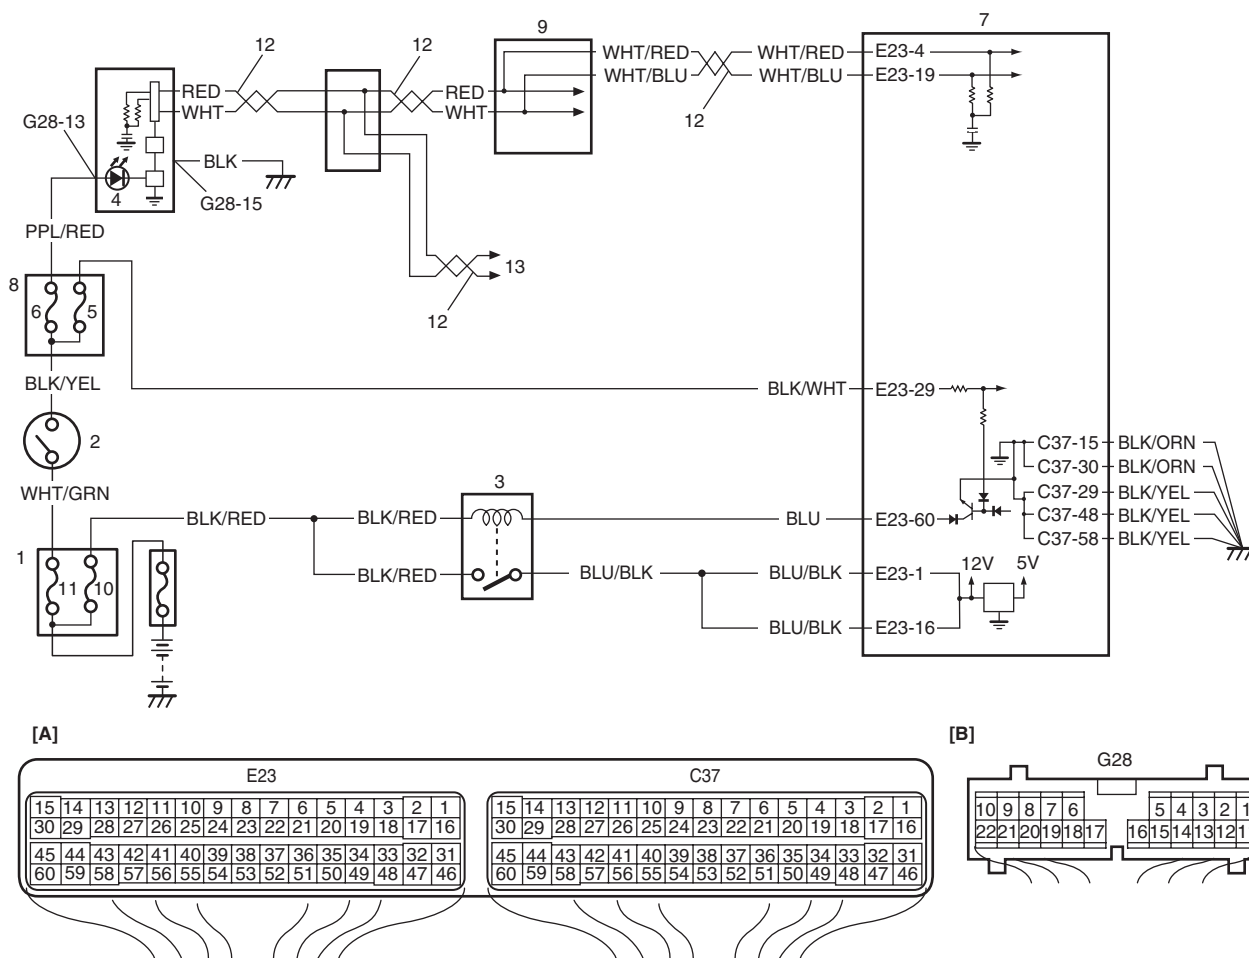 7
12
12
9
WHT/RED
WHT/RED
E23-4
WHT/BLU
WHT/BLU
E23-19
RED
RED
WHT
WHT
12
G28-13
BLK
4
G28-15
PPL/RED
13
8
6
5
12
BLK/YEL
BLK/WHT
E23-29
2
C37-15
BLK/ORN
C37-30
BLK/ORN
WHT/GRN
3
C37-29
BLK/YEL
BLK/RED
BLK/RED
BLU
E23-60
C37-48
BLK/YEL
C37-58
BLK/YEL
1
12V
5V
11
10
BLK/RED
BLU/BLK
BLU/BLK
E23-1
BLU/BLK
E23-16
[A]
[B]
E23
C37
G28
15 14 13 12 11 10 9 8 7 6 5 4 3 2 1
30 29 28 27 26 25 24 23 22 21 20 19 18 17 16
45 44 43 42 41 40 39 38 37 36 35 34 33 32 31
60 59 58 57 56 55 54 53 52 51 50 49 48 47 46
15 14 13 12 11 10 9 8 7 6 5 4 3 2 1
30 29 28 27 26 25 24 23 22 21 20 19 18 17 16
45 44 43 42 41 40 39 38 37 36 35 34 33 32 31
60 59 58 57 56 55 54 53 52 51 50 49 48 47 46
10 9 8 7 6 5 4 3 2 1
22 21 20 19 18 17 16 15 14 13 12